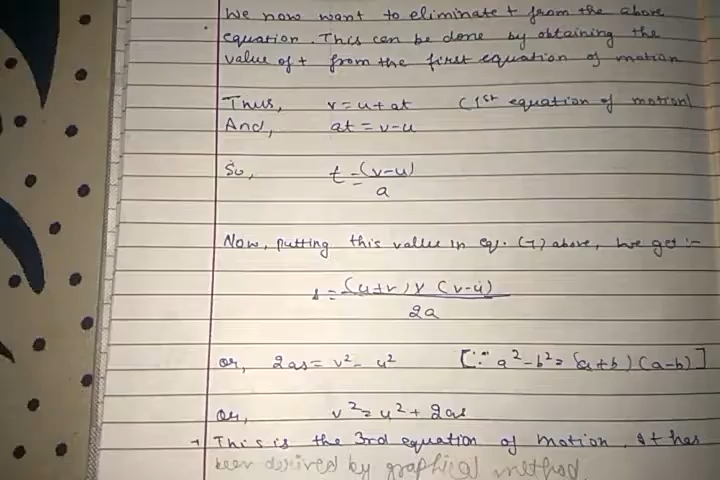 We now want to eliminate t from the above
equation. This can be done by obtaining the
value of t from the first equation of motion
Thus, v = u + at (1st equation of motion)
And, at = v-u
So, t = (v-u)
a
Now, putting this value in eq. (7) above, we get :-
s = (u+v) x (v-u)
2a
or, 2as = v² - u² [∵ a²-b² = (a+b)(a-b)]
or, v² = u² + 2as
→ This is the 3rd equation of motion. It has
been derived by graphical method.